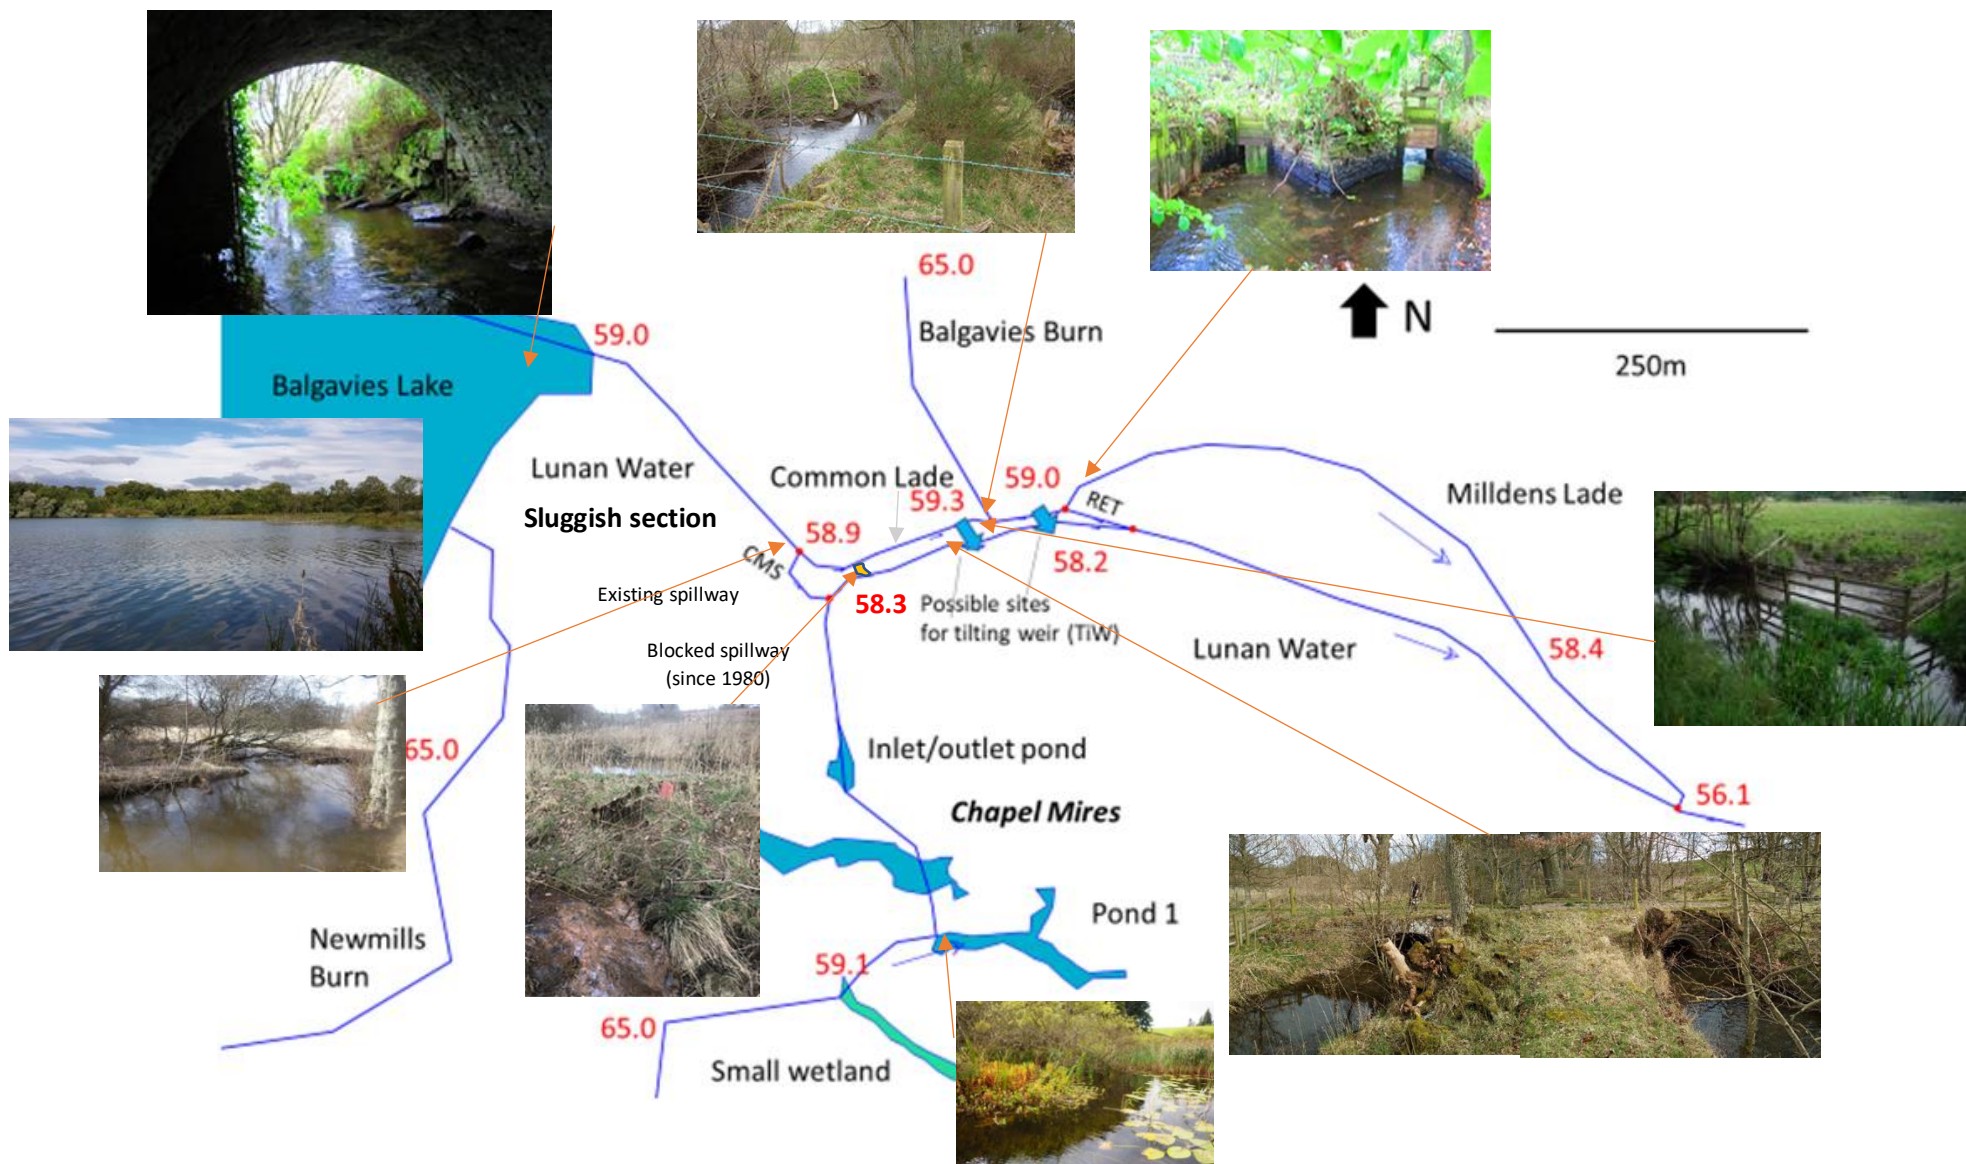 65.0
N
Balgavies Burn
59.0
250m
Balgavies Lake
Lunan Water
Common Lade
59.0
59.3
RET
Milldens Lade
Sluggish section
58.9
CMS
58.2
Existing spillway
58.3
Possible sites
for tilting weir (TiW)
Blocked spillway
(since 1980)
Lunan Water
58.4
65.0
Inlet/outlet pond
56.1
Chapel Mires
Pond 1
Newmills
Burn
59.1
65.0
Small wetland